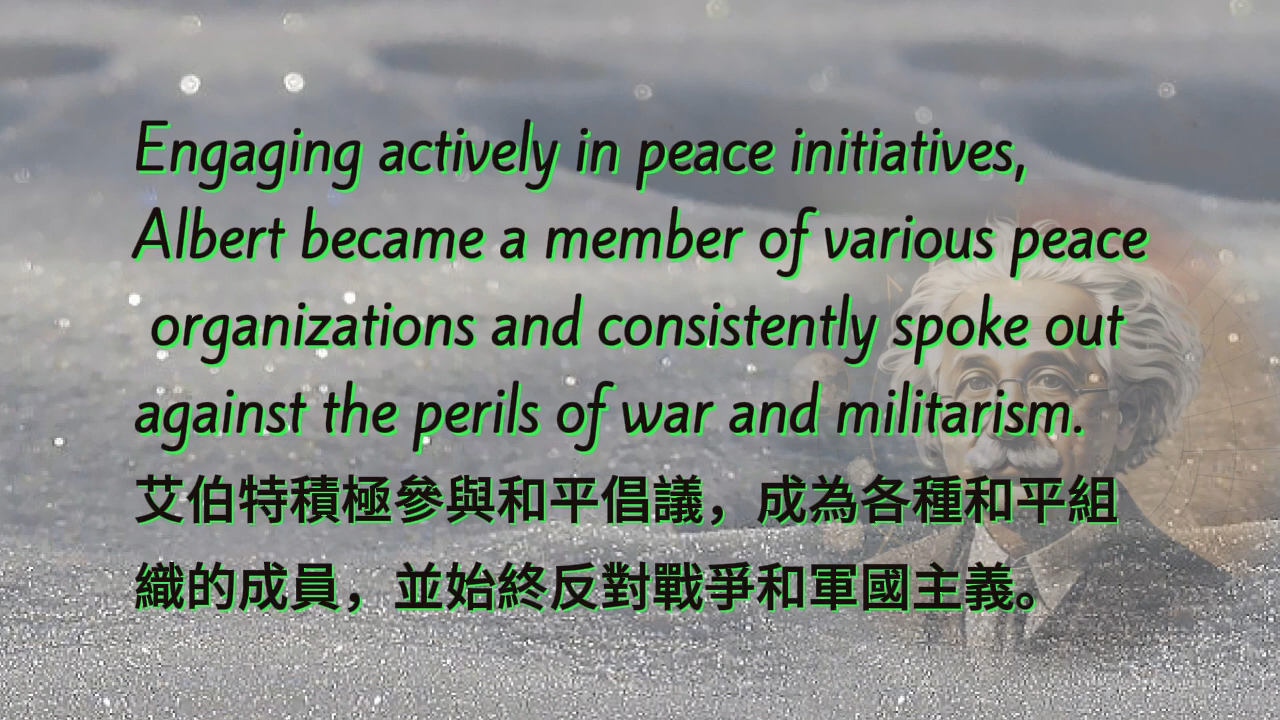 Engaging actively in peace initiatives,
Albert became a member of various peace
organizations and consistently spoke out
against the perils of war and militarism.
艾伯特積極參與和平倡議，成為各種和平組
織的成員，並始終反對戰爭和軍國主義。